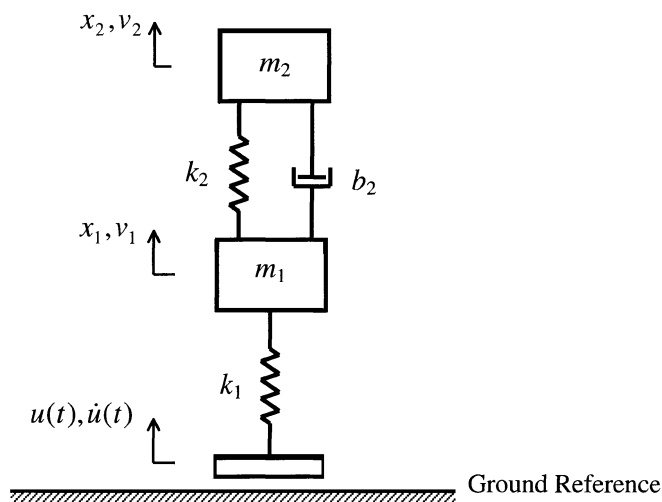 x₂, v₂
m₂
k₂
b₂
x₁, v₁
m₁
k₁
u(t), u̇(t)
Ground Reference